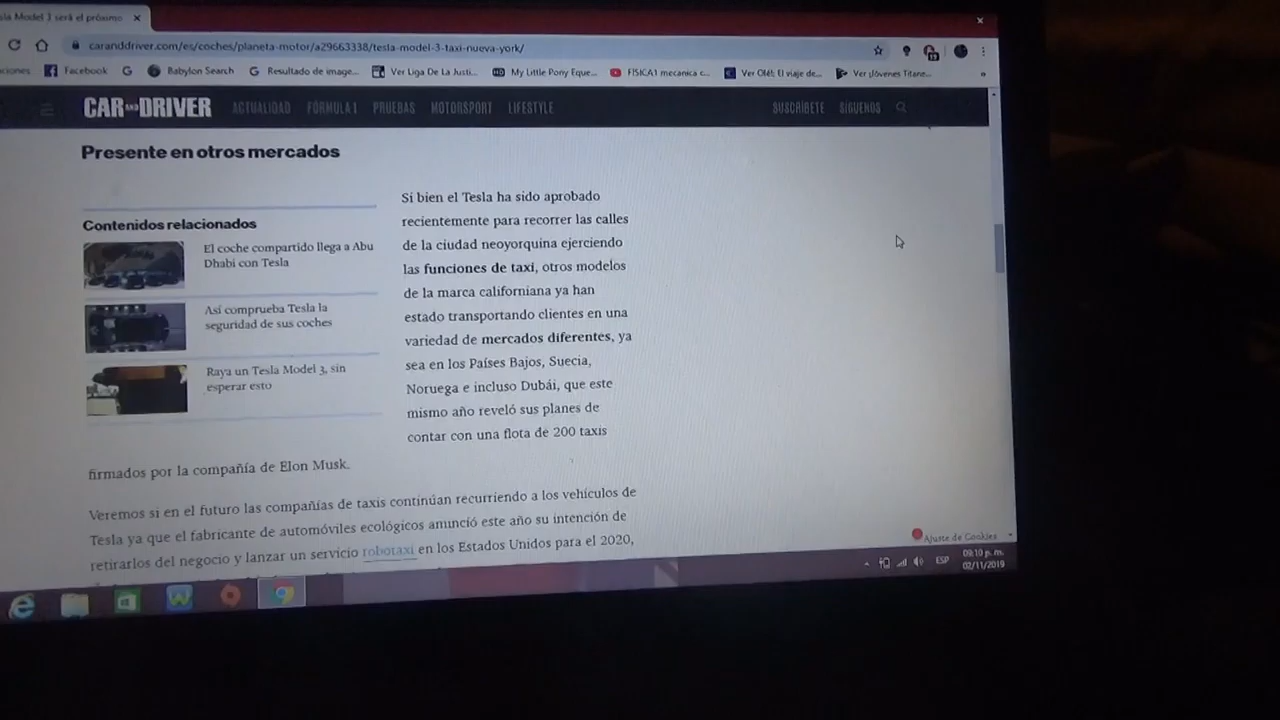 sla Model 3 será el próximo
caranddriver.com/es/coches/planeta-motor/a29663338/tesla-model-3-taxi-nueva-york/
ciones
Facebook
Babylon Search
Resultado de image...
Ver Liga De La Justi...
My Little Pony Eque...
FISICA1 mecanica c...
Ver Olé!: El viaje de...
Ver ¡Jóvenes Titane...
»
CAR AND DRIVER
ACTUALIDAD
FÓRMULA 1
PRUEBAS
MOTORSPORT
LIFESTYLE
SUSCRÍBETE
SÍGUENOS
Presente en otros mercados
Contenidos relacionados
El coche compartido llega a Abu
Dhabi con Tesla
Así comprueba Tesla la
seguridad de sus coches
Raya un Tesla Model 3, sin
esperar esto
Si bien el Tesla ha sido aprobado
recientemente para recorrer las calles
de la ciudad neoyorquina ejerciendo
las funciones de taxi, otros modelos
de la marca californiana ya han
estado transportando clientes en una
variedad de mercados diferentes, ya
sea en los Países Bajos, Suecia,
Noruega e incluso Dubái, que este
mismo año reveló sus planes de
contar con una flota de 200 taxis
firmados por la compañía de Elon Musk.
Veremos si en el futuro las compañías de taxis continúan recurriendo a los vehículos de
Tesla ya que el fabricante de automóviles ecológicos anunció este año su intención de
retirarlos del negocio y lanzar un servicio robotaxi en los Estados Unidos para el 2020,
Ajuste de Cookies
ESP
09:10 p. m.
02/11/2019